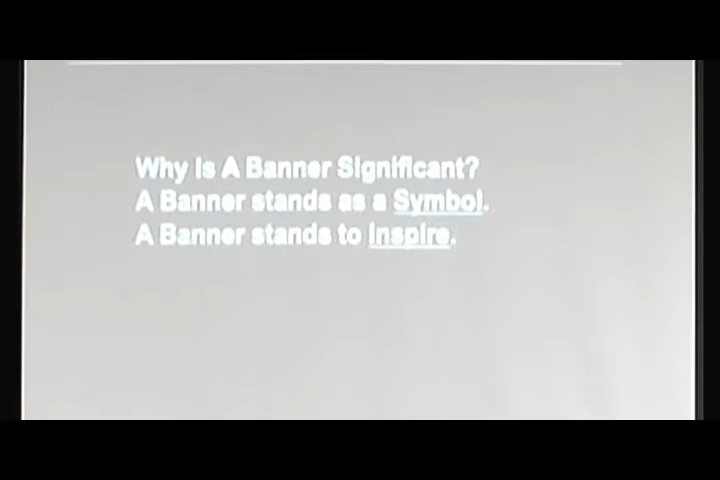 Why Is A Banner Significant?
A Banner stands as a Symbol.
A Banner stands to Inspire.